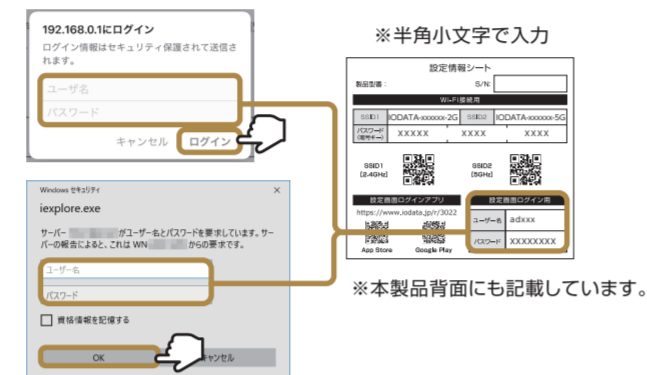 192.168.0.1にログイン
ログイン情報はセキュリティ保護されて送信さ
れます。
ユーザ名
パスワード
キャンセル ログイン
Windows セキュリティ ×
iexplore.exe
サーバー がユーザー名とパスワードを要求しています。サー
バーの報告によると、これは WN からの要求です。
ユーザー名
パスワード
資格情報を記憶する
OK キャンセル
※半角小文字で入力
設定情報シート
製品型番： S/N:
Wi-Fi接続用
SSID1 IODATA-xxxxxx-2G SSID2 IODATA-xxxxxx-5G
パスワード
(暗号キー) XXXXX XXXX XXXX
SSID1
[2.4GHz]
SSID2
[5GHz]
設定画面ログインアプリ
https://www.iodata.jp/r/3022
App Store Google Play
設定画面ログイン用
ユーザー名 adxxx
パスワード XXXXXXXX
※本製品背面にも記載しています。